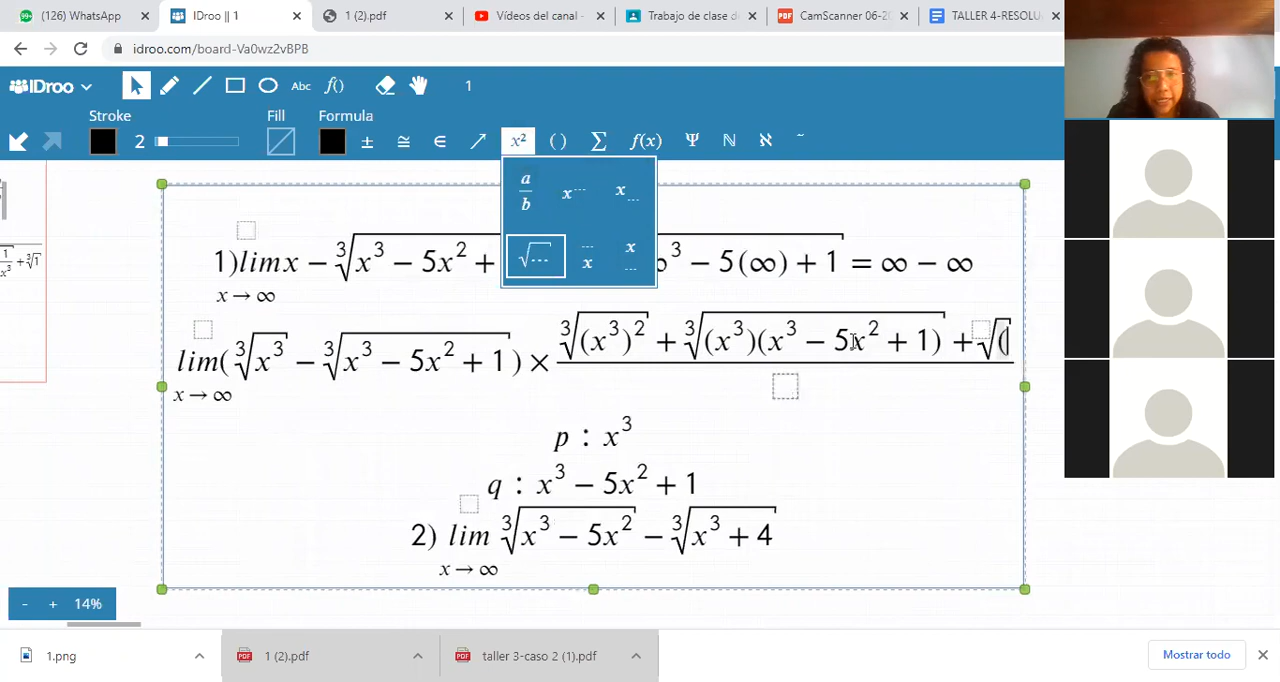 (126) WhatsApp
IDroo || 1
1 (2).pdf
Vídeos del canal -
Trabajo de clase d
CamScanner 06-2
TALLER 4-RESOLU
idroo.com/board-Va0wz2vBPB
IDroo
Abc
f()
1
Stroke
Fill
Formula
2
± ≅ ∈ ↗ x² ( ) ∑ f(x) Ψ ℕ ℵ ~
a/b x┄ x...
√... x x
1) lim x − ∛(x³ − 5x² +
³ − 5(∞) + 1 = ∞ − ∞
x → ∞
lim(∛x³ − ∛(x³ − 5x² + 1)) × ∛(x³)² + ∛(x³)(x³ − 5x² + 1) + √(
x → ∞
p : x³
q : x³ − 5x² + 1
2) lim ∛(x³ − 5x²) − ∛(x³ + 4)
x → ∞
- + 14%
1.png
1 (2).pdf
taller 3-caso 2 (1).pdf
Mostrar todo